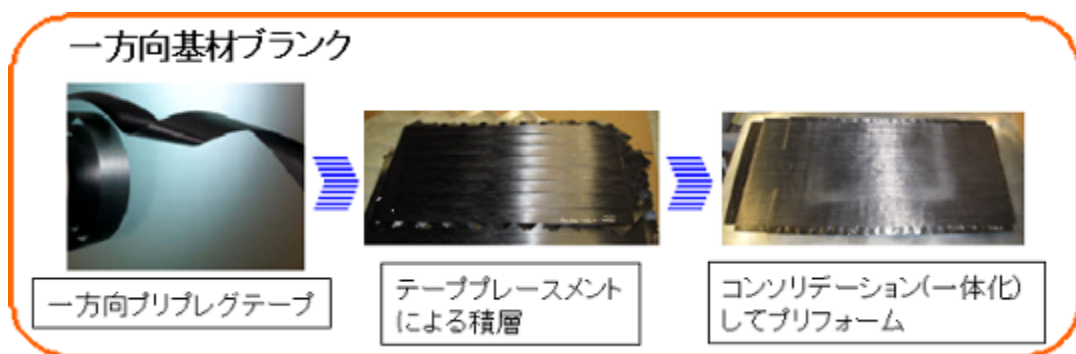 一方向基材ブランク
一方向プリプレグテープ
テーププレースメント
による積層
コンソリデーション(一体化)
してプリフォーム